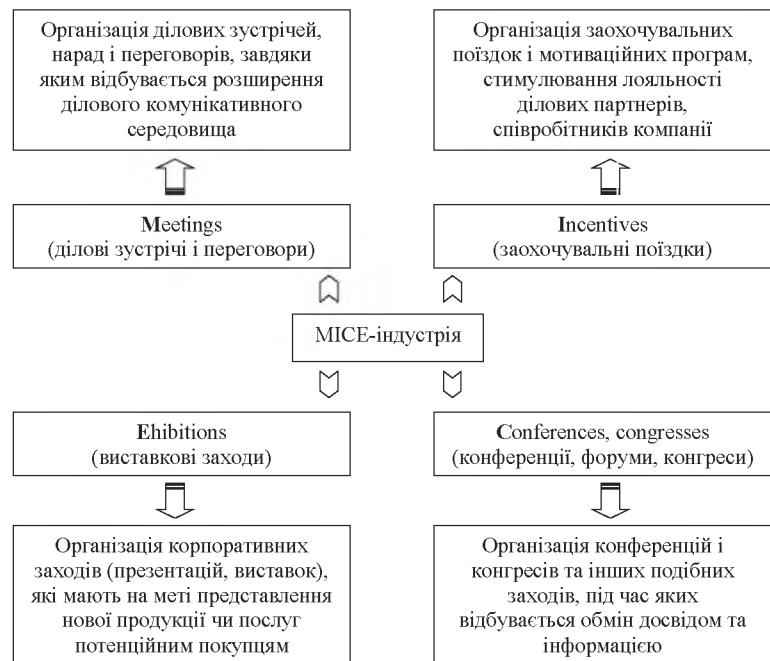 Організація ділових зустрічей,
нарад і переговорів, завдяки
яким відбувається розширення
ділового комунікативного
середовища
Організація заохочувальних
поїздок і мотиваційних програм,
стимулювання лояльності
ділових партнерів,
співробітників компанії
Meetings
(ділові зустрічі і переговори)
Incentives
(заохочувальні поїздки)
MICE-індустрія
Ehibitions
(виставкові заходи)
Conferences, congresses
(конференції, форуми, конгреси)
Організація корпоративних
заходів (презентацій, виставок),
які мають на меті представлення
нової продукції чи послуг
потенційним покупцям
Організація конференцій і
конгресів та інших подібних
заходів, під час яких
відбувається обмін досвідом та
інформацією